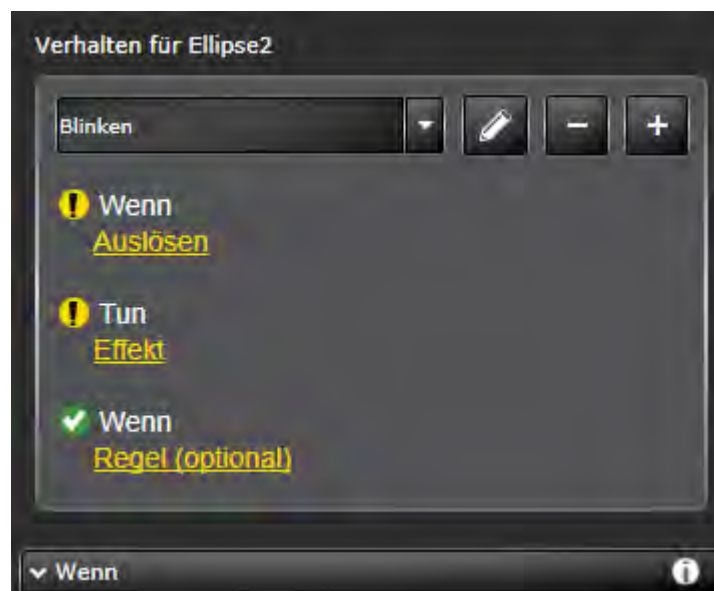 Verhalten für Ellipse2
Blinken
Wenn
Auslösen
Tun
Effekt
Wenn
Regel (optional)
Wenn